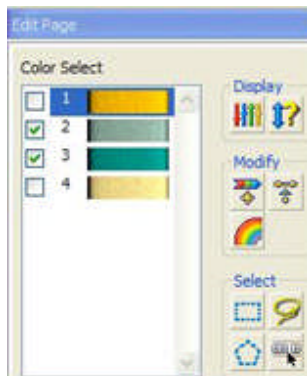 Edit Page
Color Select
1
2
3
4
Display
Modify
Select